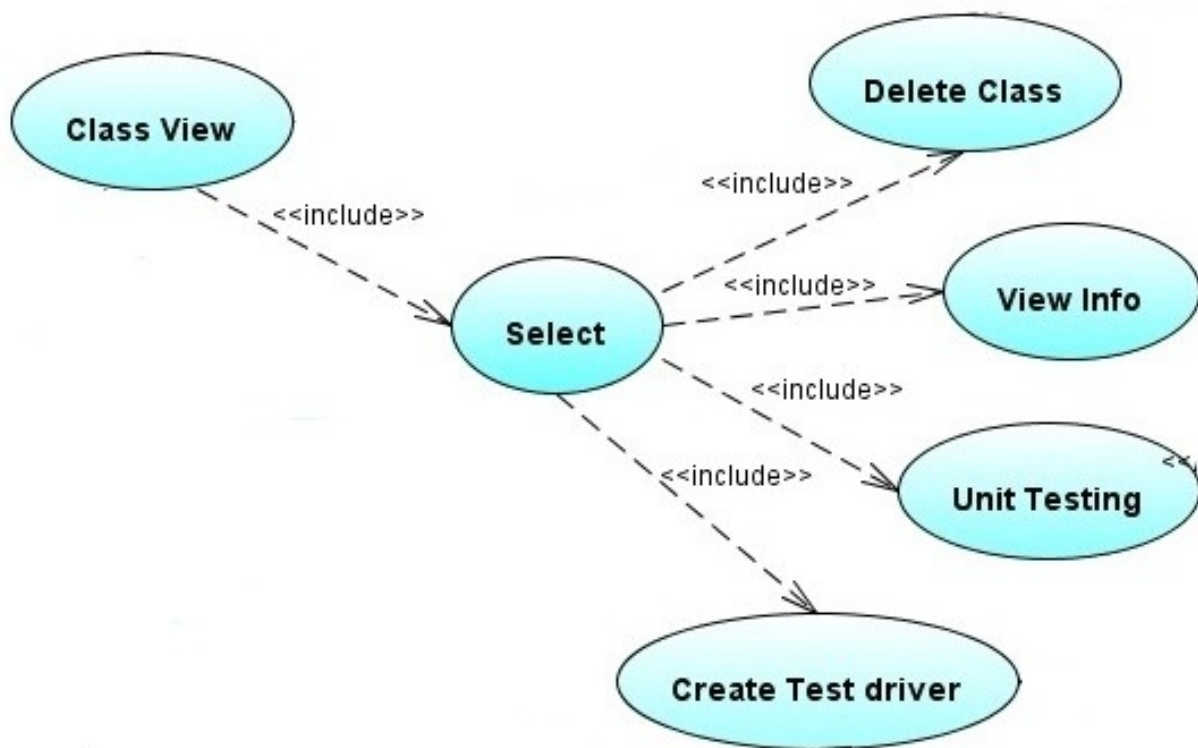 Class View
Delete Class
<<include>>
<<include>>
<<include>>
View Info
Select
<<include>>
<<include>>
Unit Testing
<<
Create Test driver